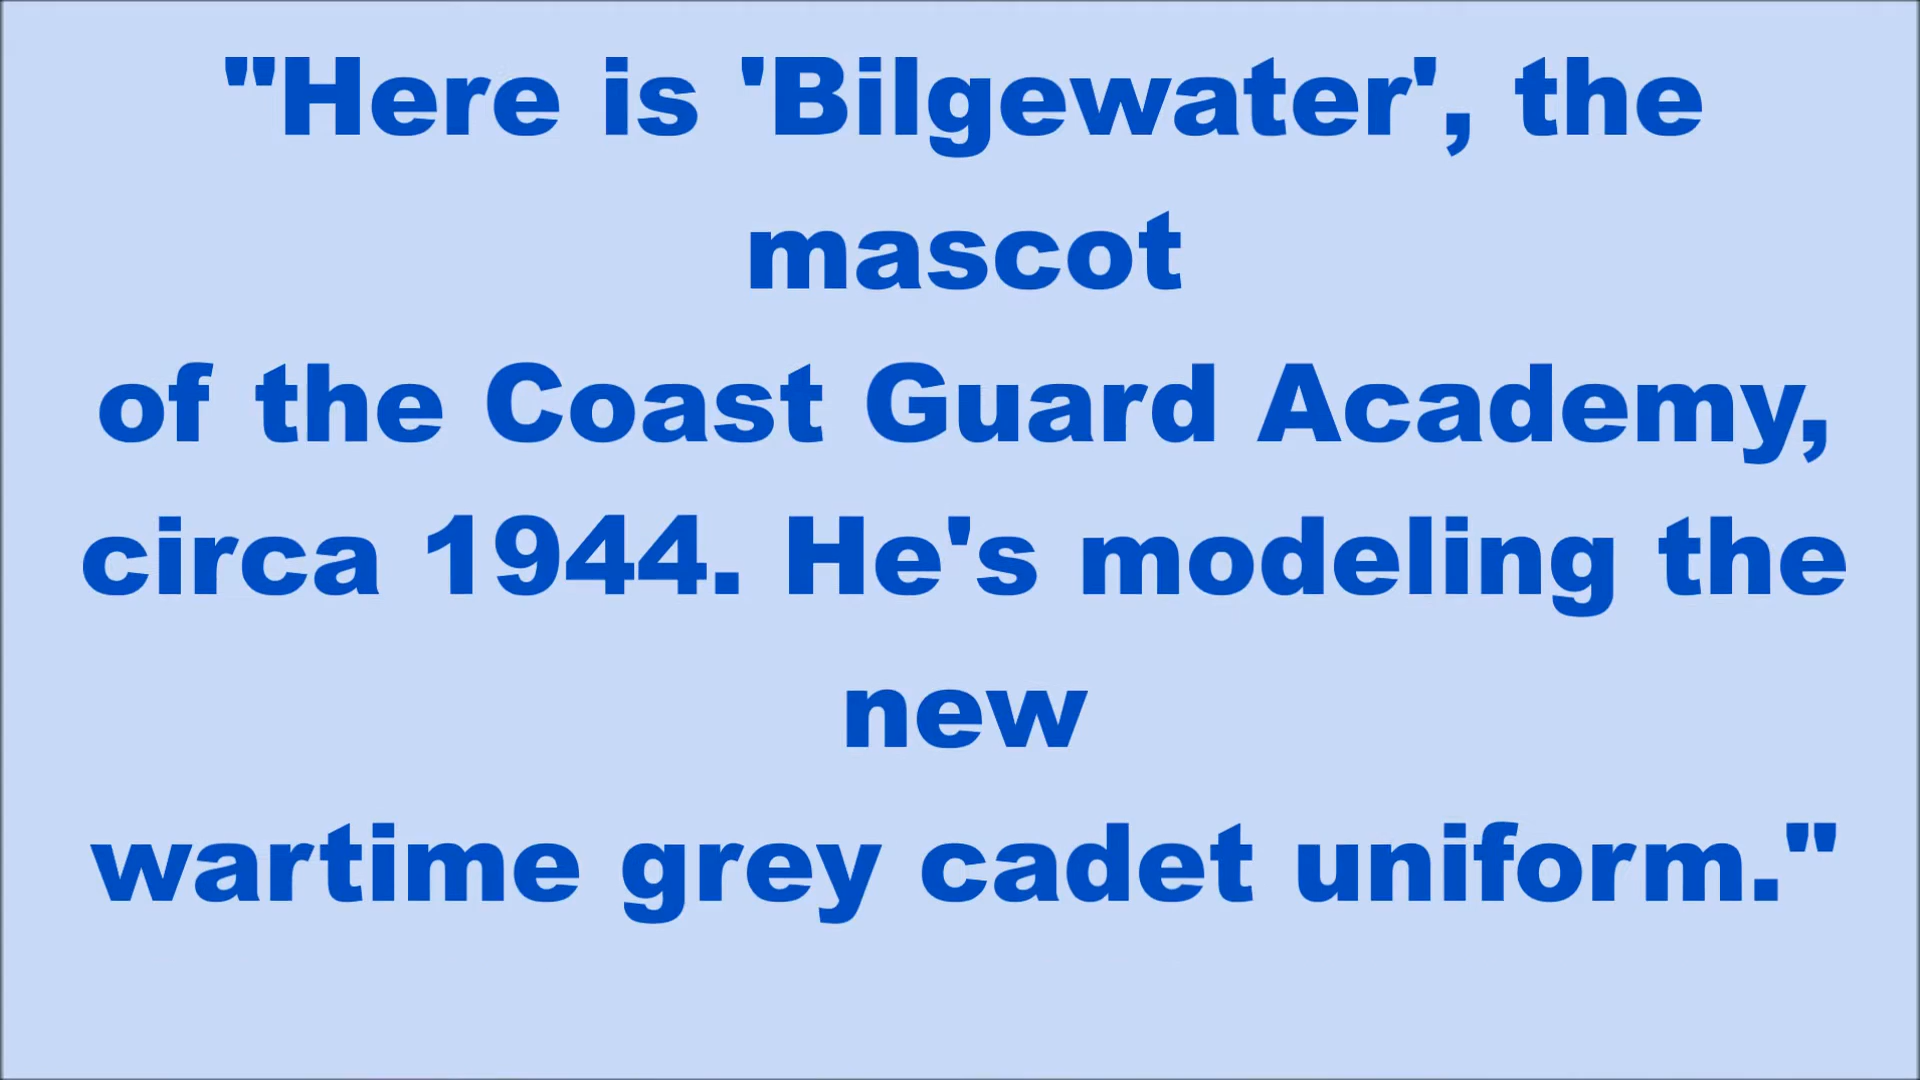 "Here is 'Bilgewater', the
mascot
of the Coast Guard Academy,
circa 1944. He's modeling the
new
wartime grey cadet uniform."